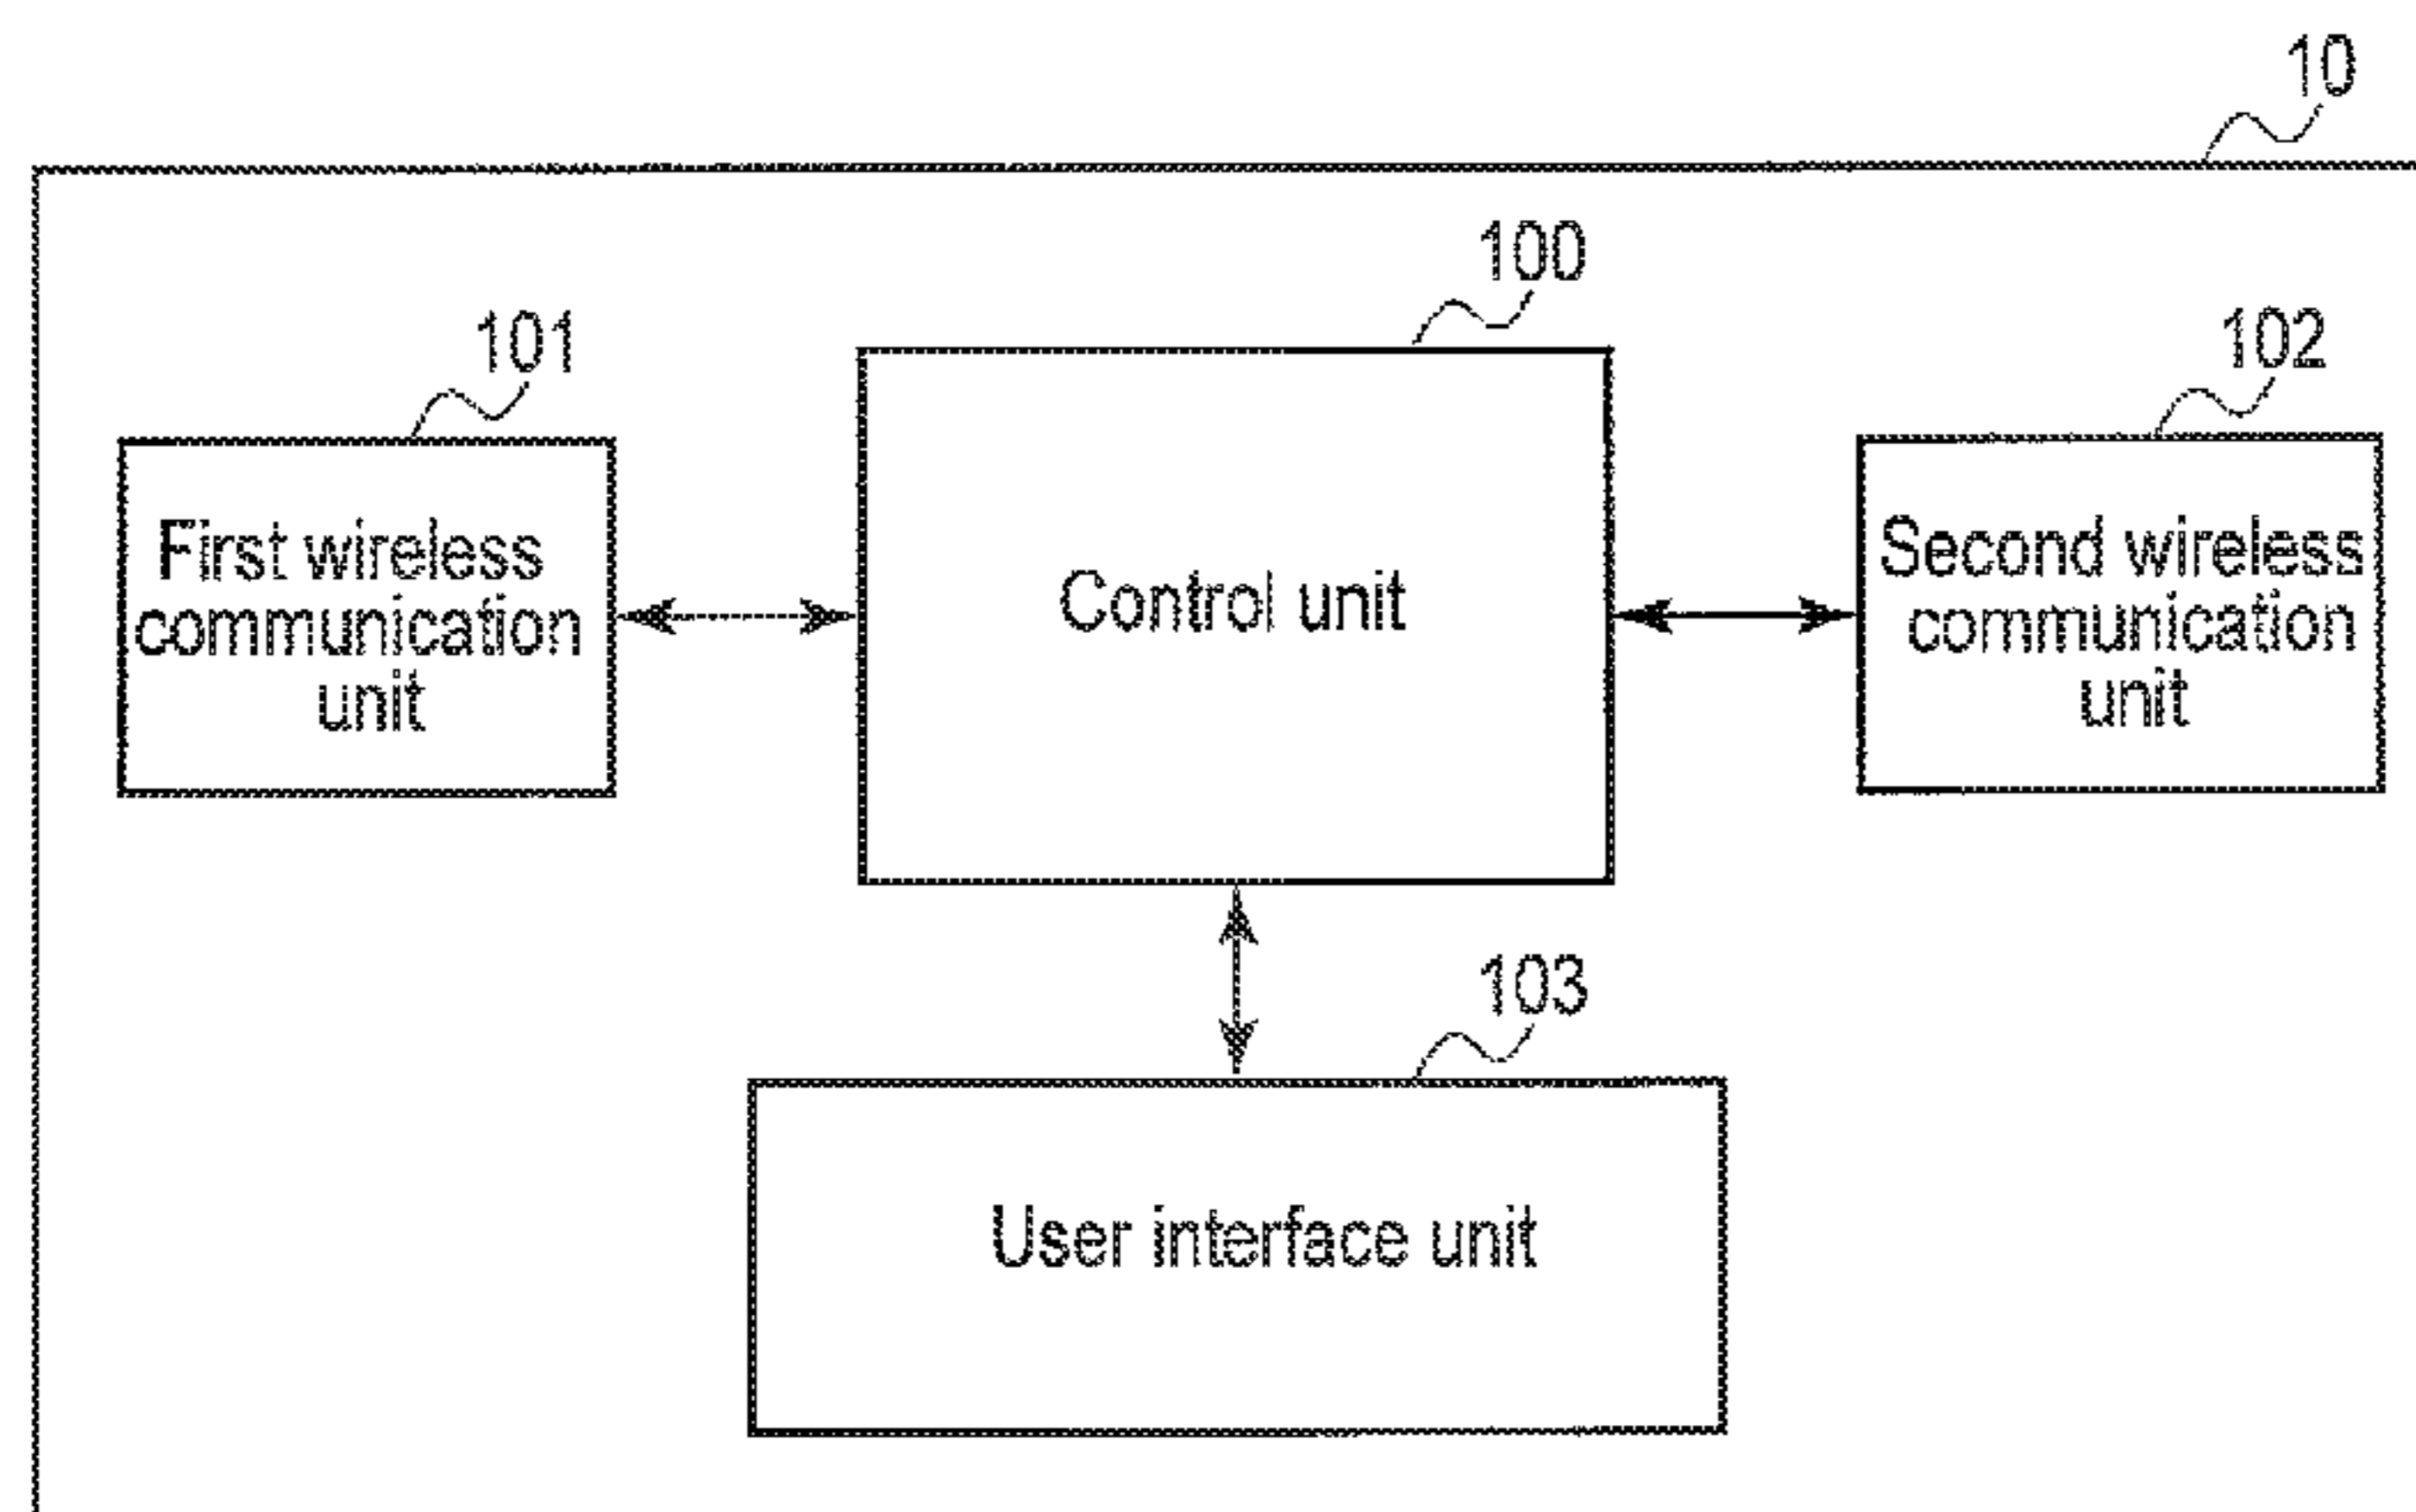 10
100
101
102
First wireless
communication
unit
Control unit
Second wireless
communication
unit
103
User interface unit